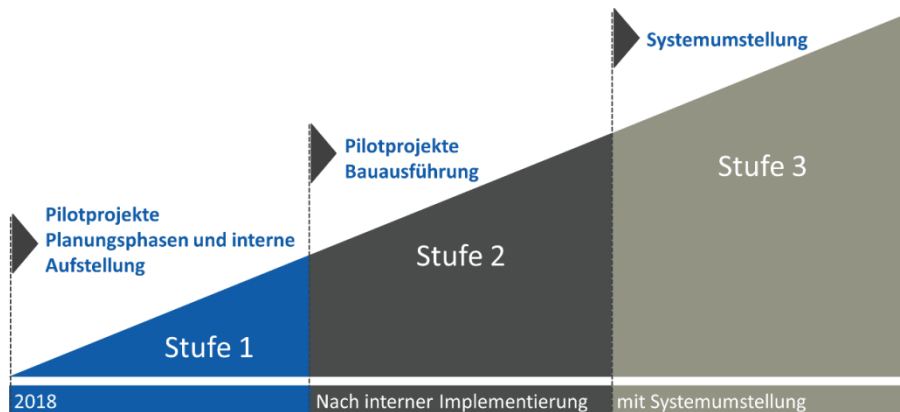 Systemumstellung
Pilotprojekte
Bauausführung
Pilotprojekte
Planungsphasen und interne
Aufstellung
Stufe 1
Stufe 2
Stufe 3
2018
Nach interner Implementierung
mit Systemumstellung